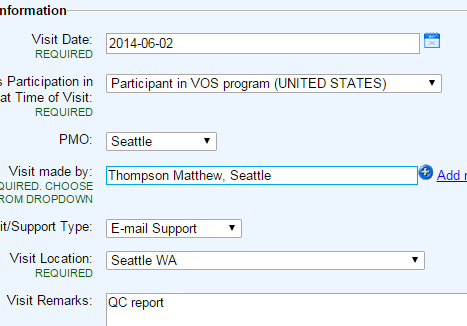 nformation
Visit Date: 2014-06-02
REQUIRED
s Participation in Participant in VOS program (UNITED STATES)
at Time of Visit:
REQUIRED
PMO: Seattle
Visit made by: Thompson Matthew, Seattle Add n
QUIRED. CHOOSE
ROM DROPDOWN
it/Support Type: E-mail Support
Visit Location: Seattle WA
REQUIRED
Visit Remarks: QC report